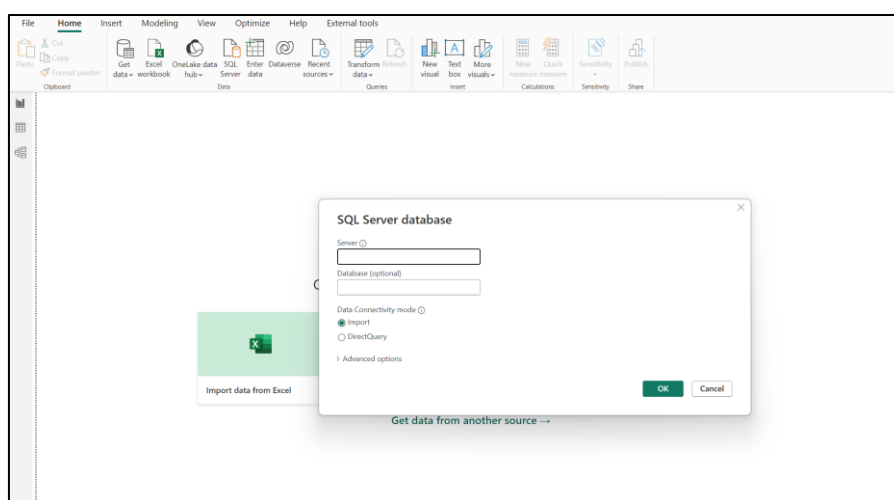 File Home Insert Modeling View Optimize Help External tools
Paste
Cut
Copy
Format painter
Clipboard
Get data
Excel workbook
OneLake data hub
SQL Server
Enter data
Dataverse
Recent sources
Data
Transform data
Refresh
Queries
New visual
Text box
More visuals
Insert
New measure
Quick measure
Calculations
Sensitivity
Sensitivity
Publish
Share
SQL Server database
Server
Database (optional)
Data Connectivity mode
Import
DirectQuery
Advanced options
OK Cancel
Import data from Excel
Get data from another source →